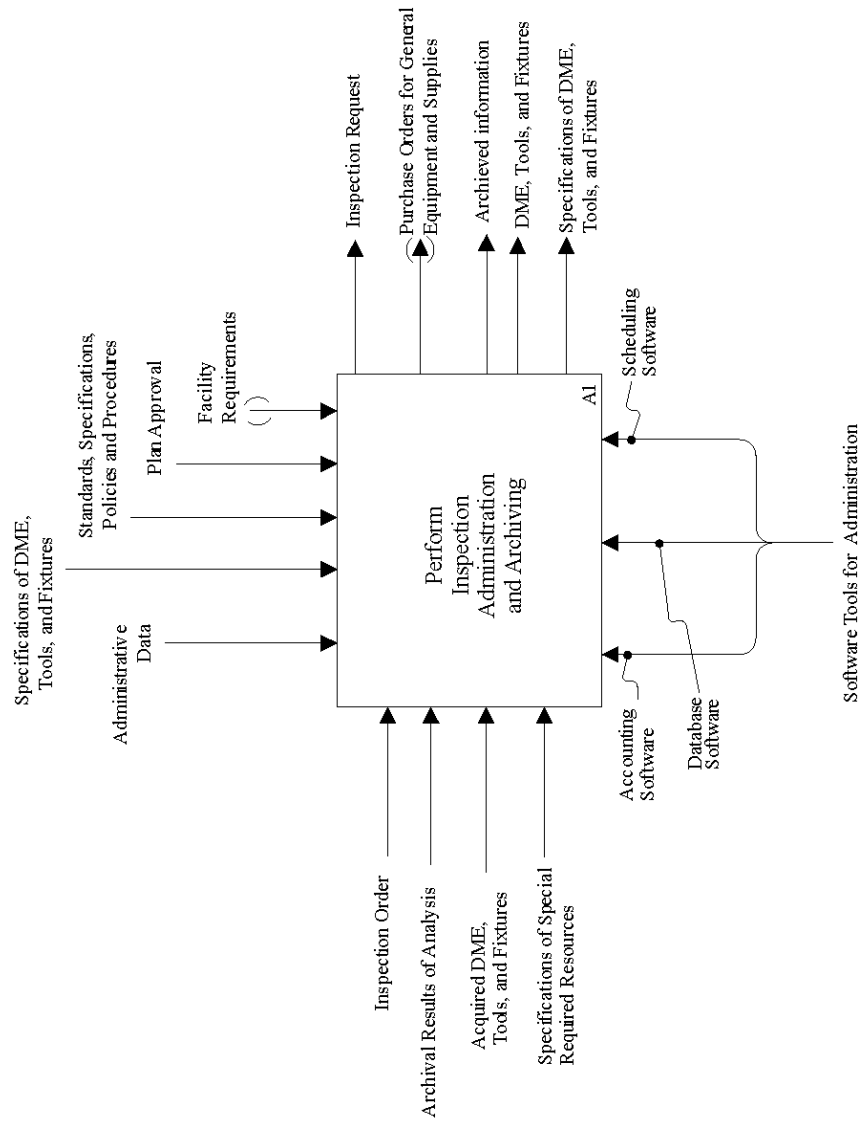 Specifications of DME,
Tools, and Fixtures
Administrative
Data
Standards, Specifications,
Policies and Procedures
Plan Approval
Facility
Requirements
Inspection Order
Archival Results of Analysis
Acquired DME,
Tools, and Fixtures
Specifications of Special
Required Resources
Perform
Inspection
Administration
and Archiving
A1
Inspection Request
Purchase Orders for General
Equipment and Supplies
Archieved information
DME, Tools, and Fixtures
Specifications of DME,
Tools, and Fixtures
Accounting
Software
Database
Software
Scheduling
Software
Software Tools for Administration